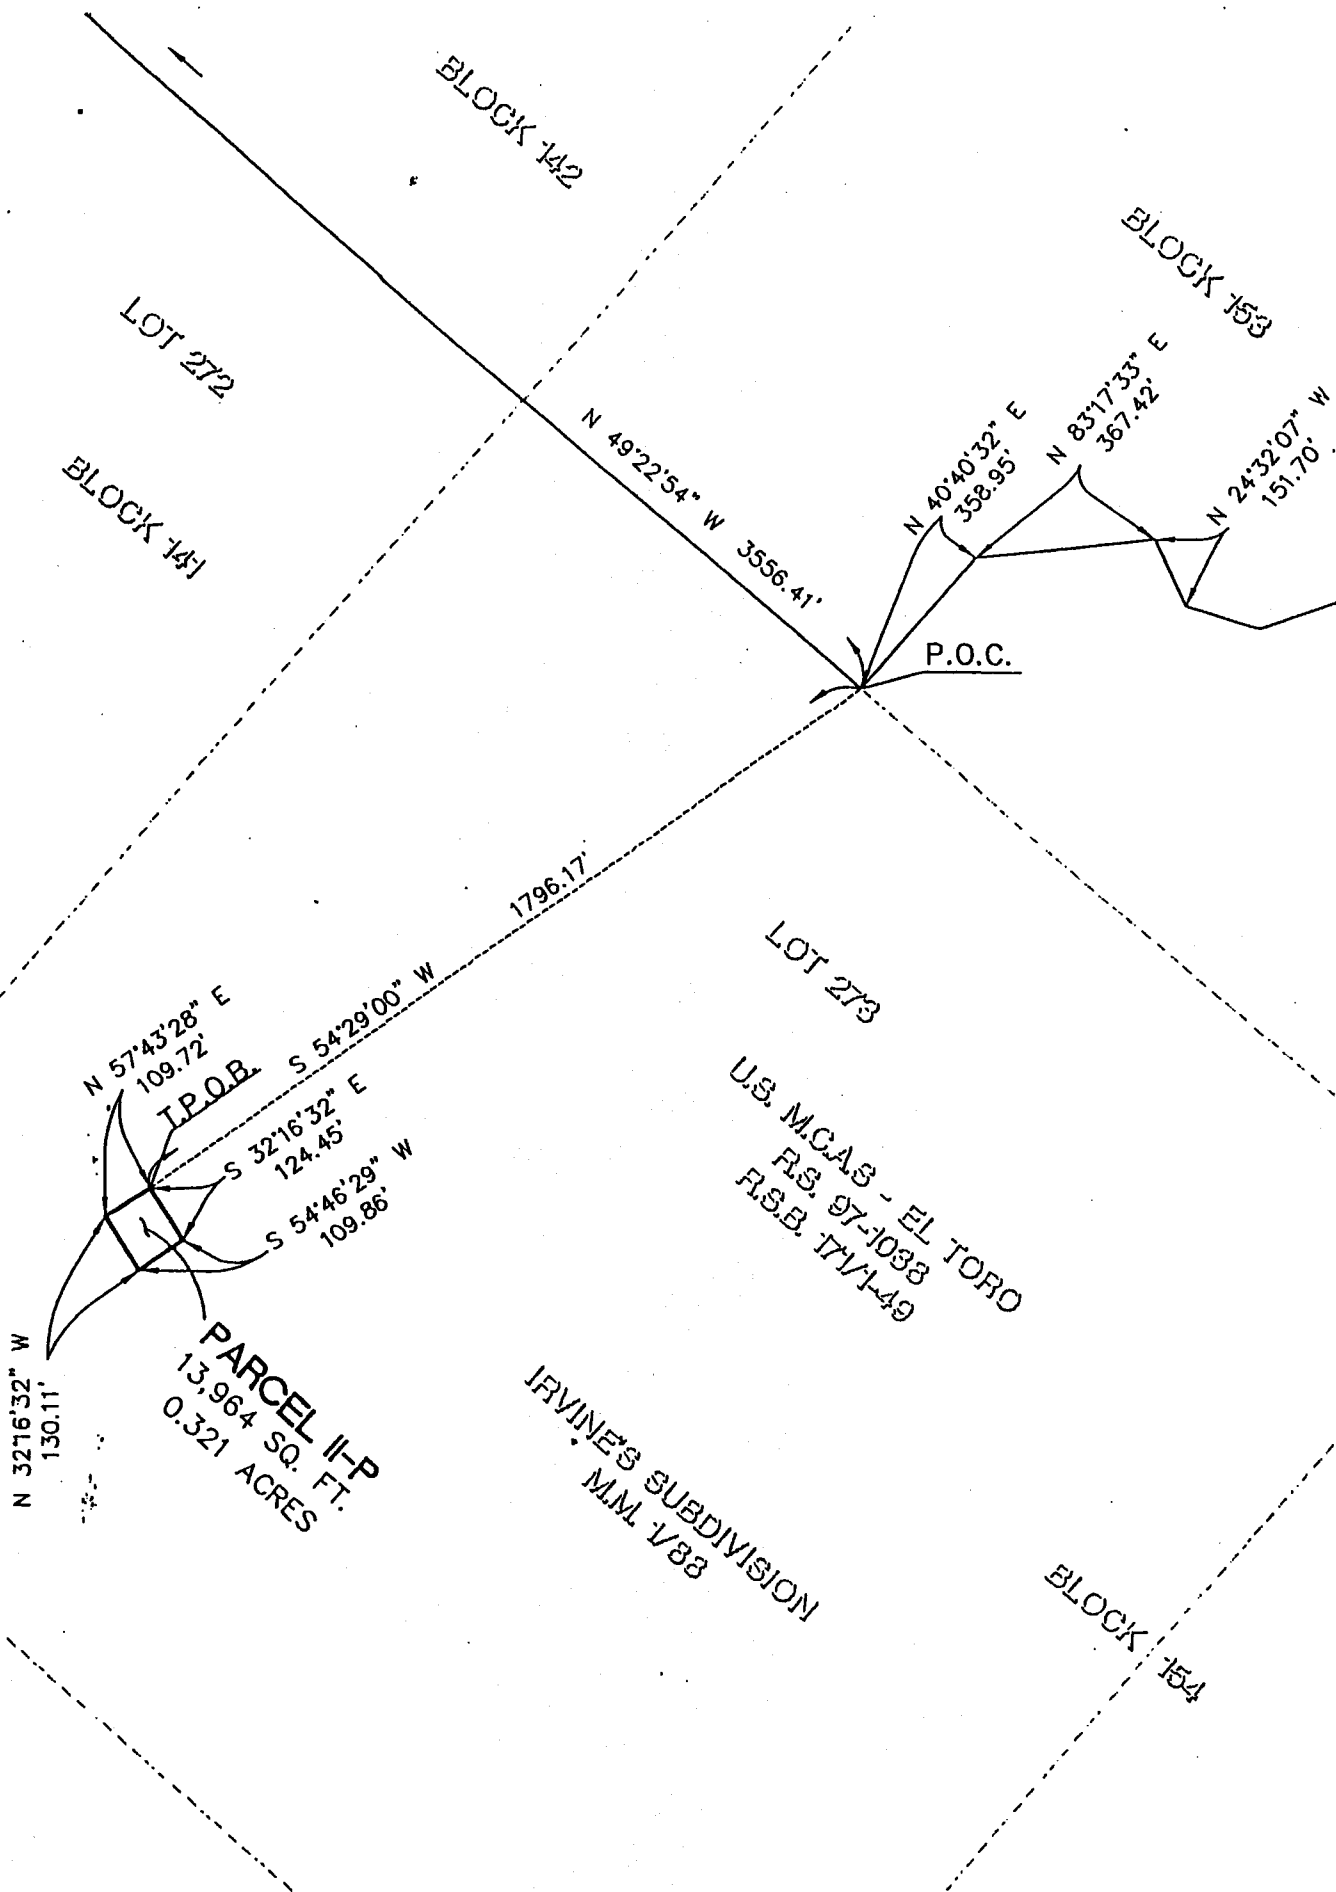 BLOCK 142
BLOCK 153
LOT 272
BLOCK 141
N 49°22'54" W 3556.41'
N 40°40'32" E
358.95'
N 83°17'33" E
367.42'
N 24°32'07" W
151.70'
P.O.C.
S 54°29'00" W 1796.17'
LOT 273
N 57°43'28" E
109.72'
T.P.O.B.
S 32°16'32" E
124.45'
S 54°46'29" W
109.86'
N 32°16'32" W
130.11'
PARCEL II-P
13,964 SQ. FT.
0.321 ACRES
U.S. M.C.A.S - EL TORO
R.S. 97-1038
R.S.B. 171/1-49
IRVINE'S SUBDIVISION
M.M. 1/88
BLOCK 154